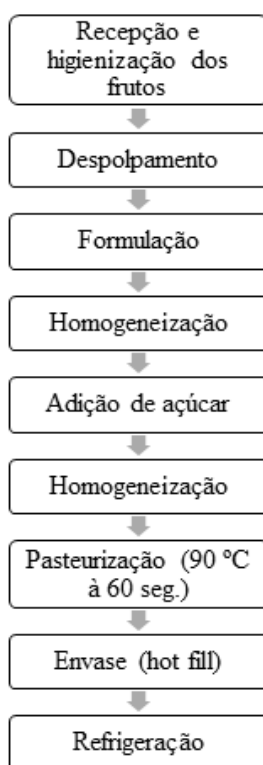 Recepção e
higienização dos
frutos
Despolpamento
Formulação
Homogeneização
Adição de açúcar
Homogeneização
Pasteurização (90 ºC
à 60 seg.)
Envase (hot fill)
Refrigeração